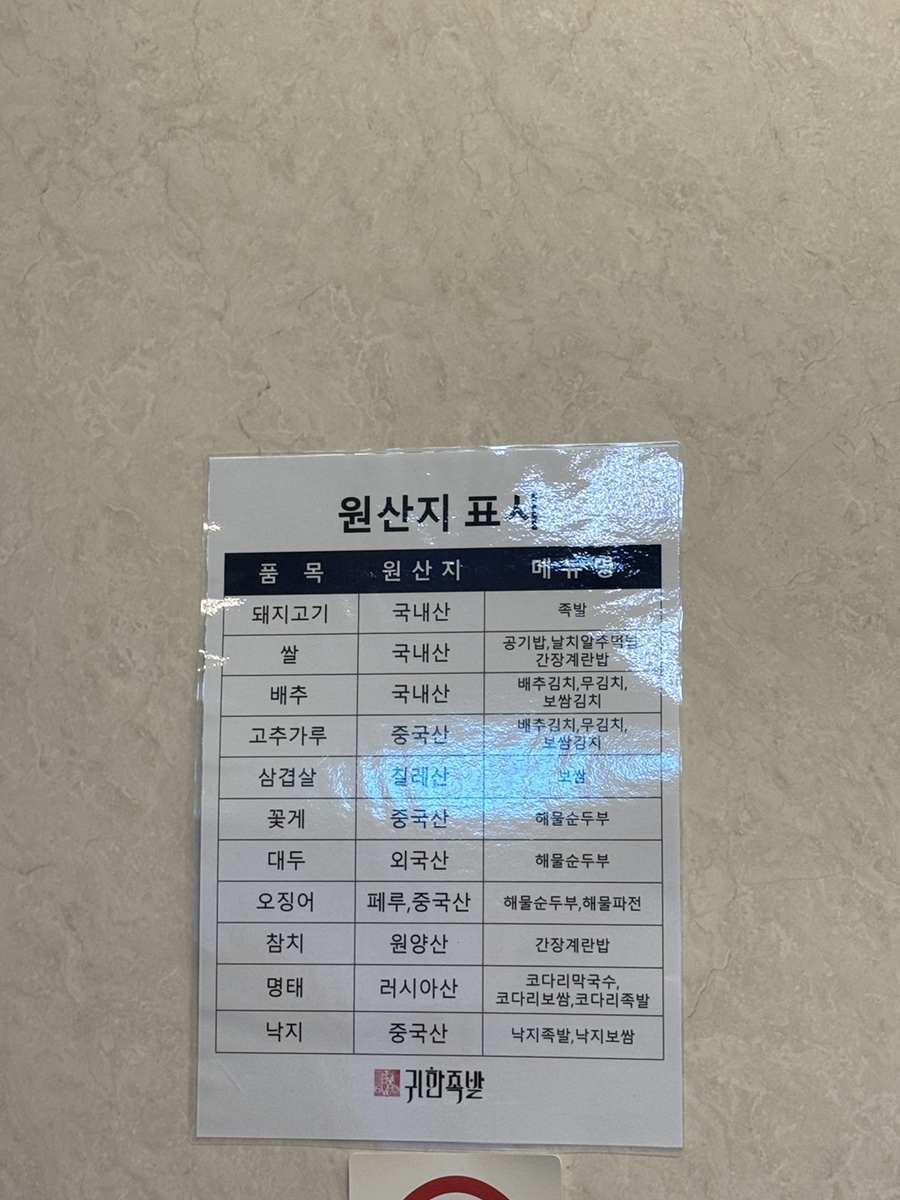 원산지 표시
품 목 원 산 지 메 뉴 명
돼지고기 국내산 족발
쌀 국내산 공기밥,날치알주먹밥
간장계란밥
배추 국내산 배추김치,무김치,
보쌈김치
고추가루 중국산 배추김치,무김치,
보쌈김치
삼겹살 칠레산 보쌈
꽃게 중국산 해물순두부
대두 외국산 해물순두부
오징어 페루,중국산 해물순두부,해물파전
참치 원양산 간장계란밥
명태 러시아산 코다리막국수,
코다리보쌈,코다리족발
낙지 중국산 낙지족발,낙지보쌈
귀한족발